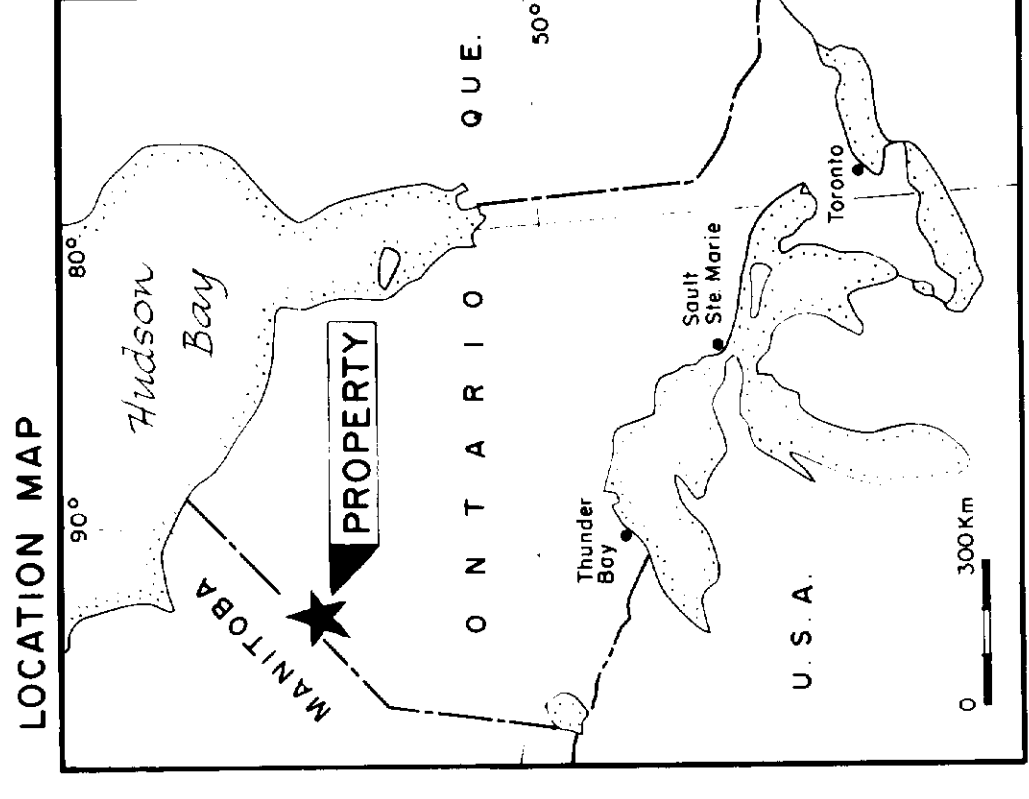 LOCATION MAP
90°
80°
Hudson
Bay
MANITOBA
PROPERTY
ONTARIO
QUE.
50°
Thunder
Bay
Sault
Ste. Marie
Toronto
U.S.A.
0 300 Km